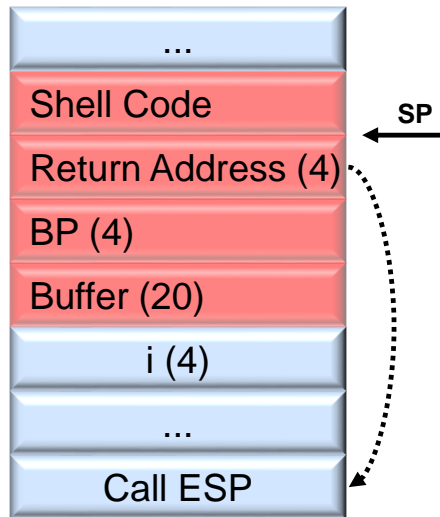 ...
Shell Code
SP
Return Address (4)
BP (4)
Buffer (20)
i (4)
...
Call ESP